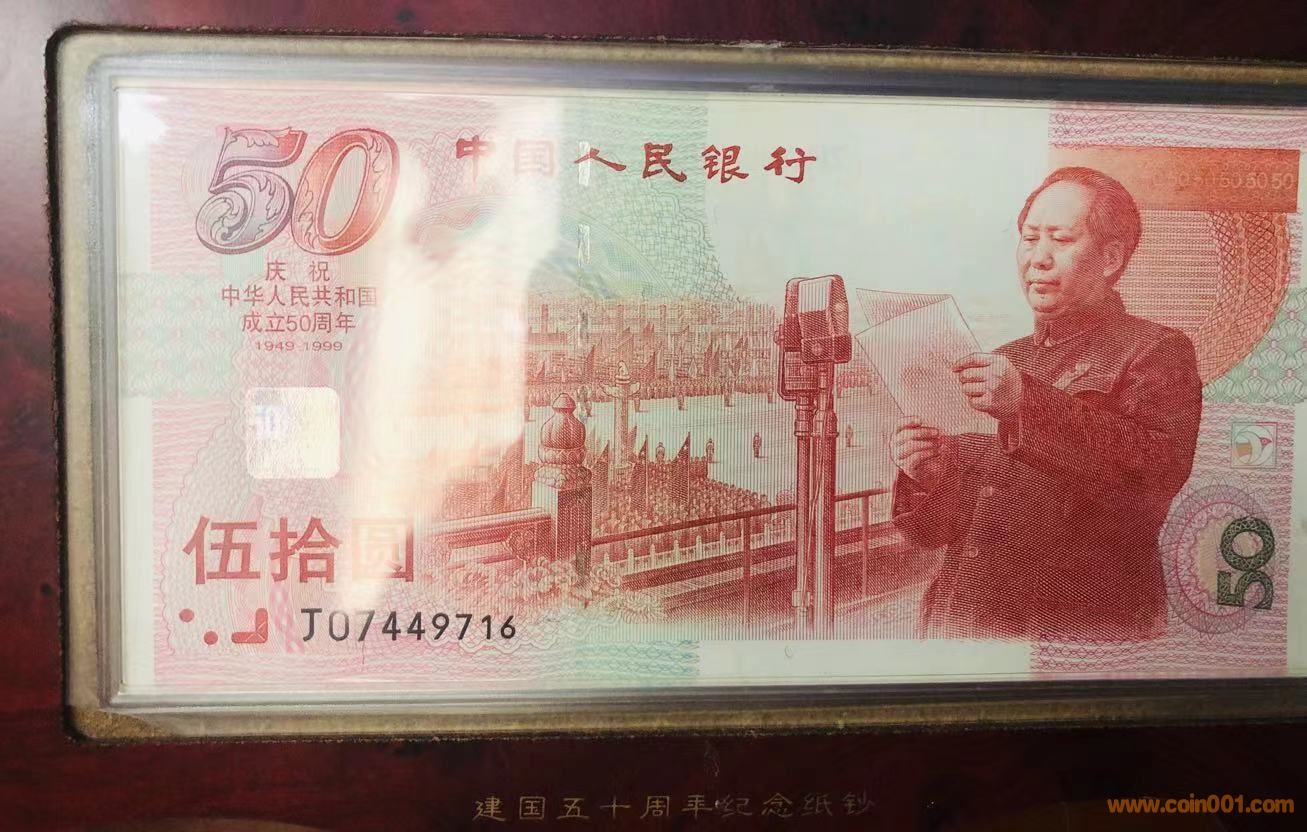 50
中国人民银行
庆祝
中华人民共和国
成立50周年
1949-1999
伍拾圆
J07449716
50
建国五十周年纪念纸钞
www.coin001.com